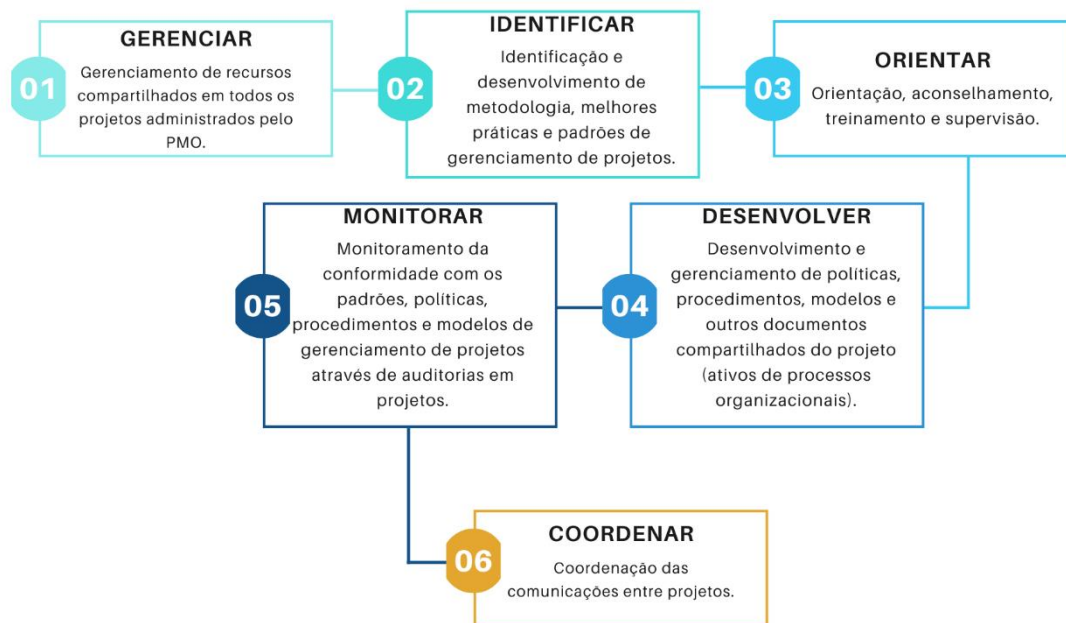 01
GERENCIAR
Gerenciamento de recursos
compartilhados em todos os
projetos administrados pelo
PMO.
02
IDENTIFICAR
Identificação e
desenvolvimento de
metodologia, melhores
práticas e padrões de
gerenciamento de projetos.
03
ORIENTAR
Orientação, aconselhamento,
treinamento e supervisão.
04
DESENVOLVER
Desenvolvimento e
gerenciamento de políticas,
procedimentos, modelos e
outros documentos
compartilhados do projeto
(ativos de processos
organizacionais).
05
MONITORAR
Monitoramento da
conformidade com os
padrões, políticas,
procedimentos e modelos de
gerenciamento de projetos
através de auditorias em
projetos.
06
COORDENAR
Coordenação das
comunicações entre projetos.